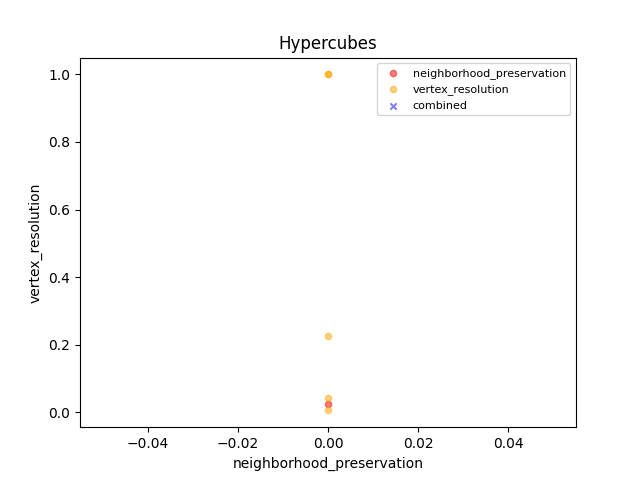 Hypercubes
neighborhood_preservation
vertex_resolution
combined
1.0
0.8
0.6
0.4
0.2
0.0
vertex_resolution
−0.04
−0.02
0.00
0.02
0.04
neighborhood_preservation